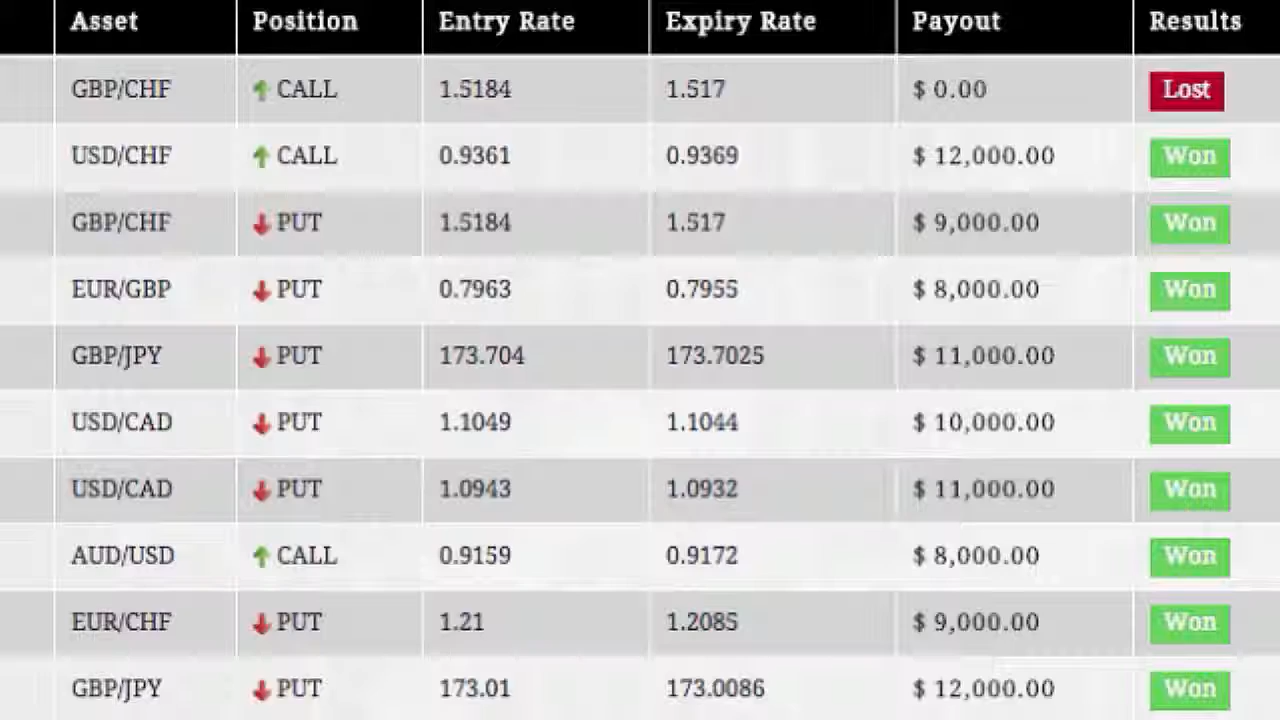 Asset Position Entry Rate Expiry Rate Payout Results
GBP/CHF CALL 1.5184 1.517 $ 0.00 Lost
USD/CHF CALL 0.9361 0.9369 $ 12,000.00 Won
GBP/CHF PUT 1.5184 1.517 $ 9,000.00 Won
EUR/GBP PUT 0.7963 0.7955 $ 8,000.00 Won
GBP/JPY PUT 173.704 173.7025 $ 11,000.00 Won
USD/CAD PUT 1.1049 1.1044 $ 10,000.00 Won
USD/CAD PUT 1.0943 1.0932 $ 11,000.00 Won
AUD/USD CALL 0.9159 0.9172 $ 8,000.00 Won
EUR/CHF PUT 1.21 1.2085 $ 9,000.00 Won
GBP/JPY PUT 173.01 173.0086 $ 12,000.00 Won